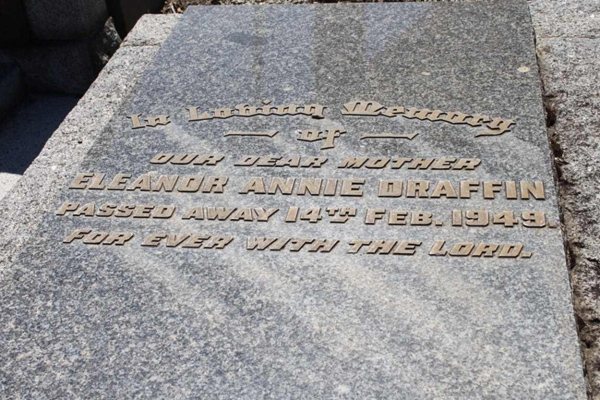 In Loving Memory
of
OUR DEAR MOTHER
ELEANOR ANNIE DRAFFIN
PASSED AWAY 14TH FEB. 1949.
FOR EVER WITH THE LORD.